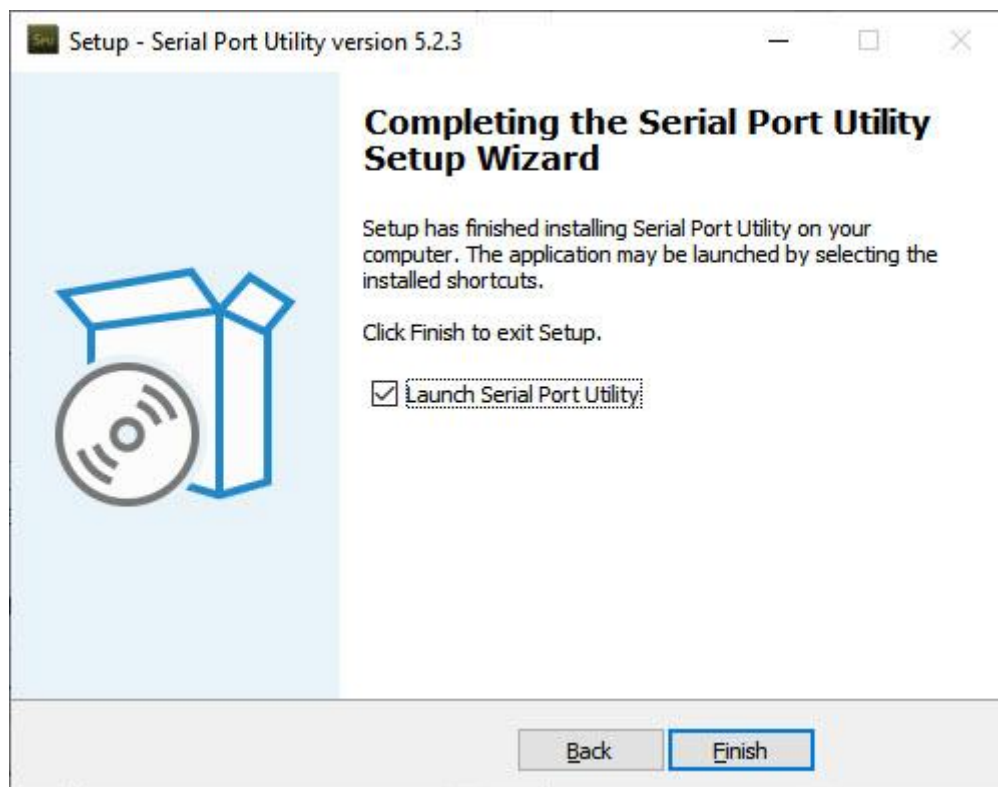 Setup - Serial Port Utility version 5.2.3
Completing the Serial Port Utility
Setup Wizard
Setup has finished installing Serial Port Utility on your
computer. The application may be launched by selecting the
installed shortcuts.
Click Finish to exit Setup.
Launch Serial Port Utility
Back
Finish